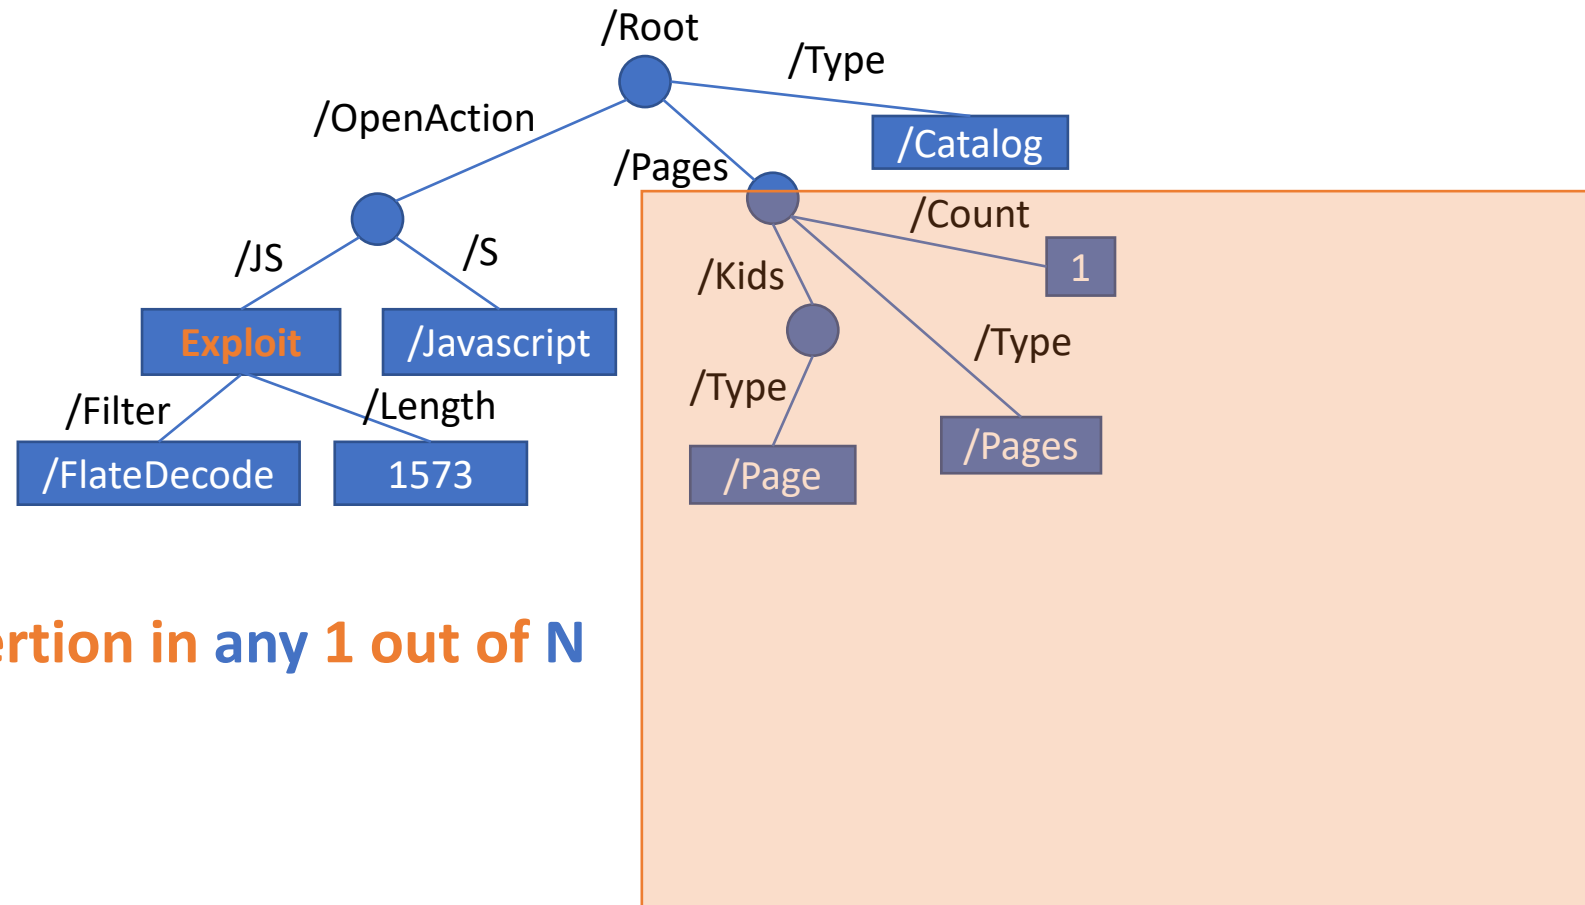 /Root
/Type
/OpenAction
/Catalog
/Pages
/Count
/JS
/S
/Kids
1
Exploit
/Javascript
/Type
/Type
/Filter
/Length
/FlateDecode
1573
/Page
/Pages
in any 1 out of N